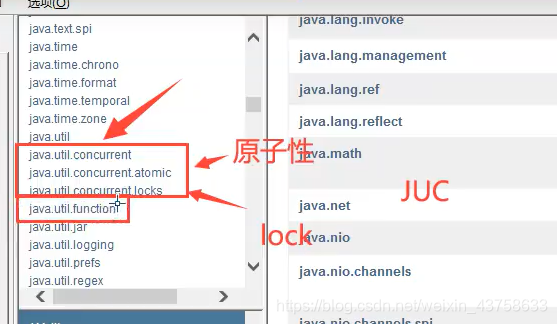 选项(O)
java.text.spi
java.time
java.time.chrono
java.time.format
java.time.temporal
java.time.zone
java.util
java.util.concurrent
java.util.concurrent.atomic
java.util.concurrent.locks
java.util.function
java.util.jar
java.util.logging
java.util.prefs
java.util.regex
java.lang.invoke
java.lang.management
java.lang.ref
java.lang.reflect
java.math
java.net
java.nio
java.nio.channels
java.nio.channels.spi
原子性
lock
JUC
https://blog.csdn.net/weixin_43758633